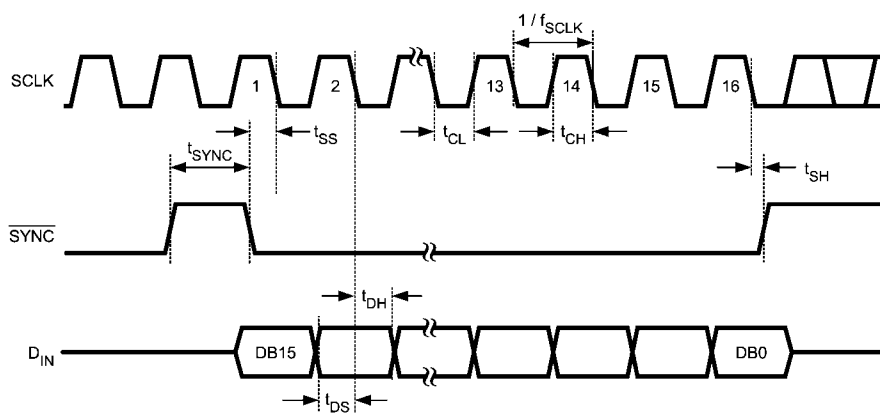 1 / fSCLK
SCLK
1
2
13
14
15
16
tSS
tCL
tCH
tSYNC
tSH
SYNC
tDH
DIN
DB15
DB0
tDS